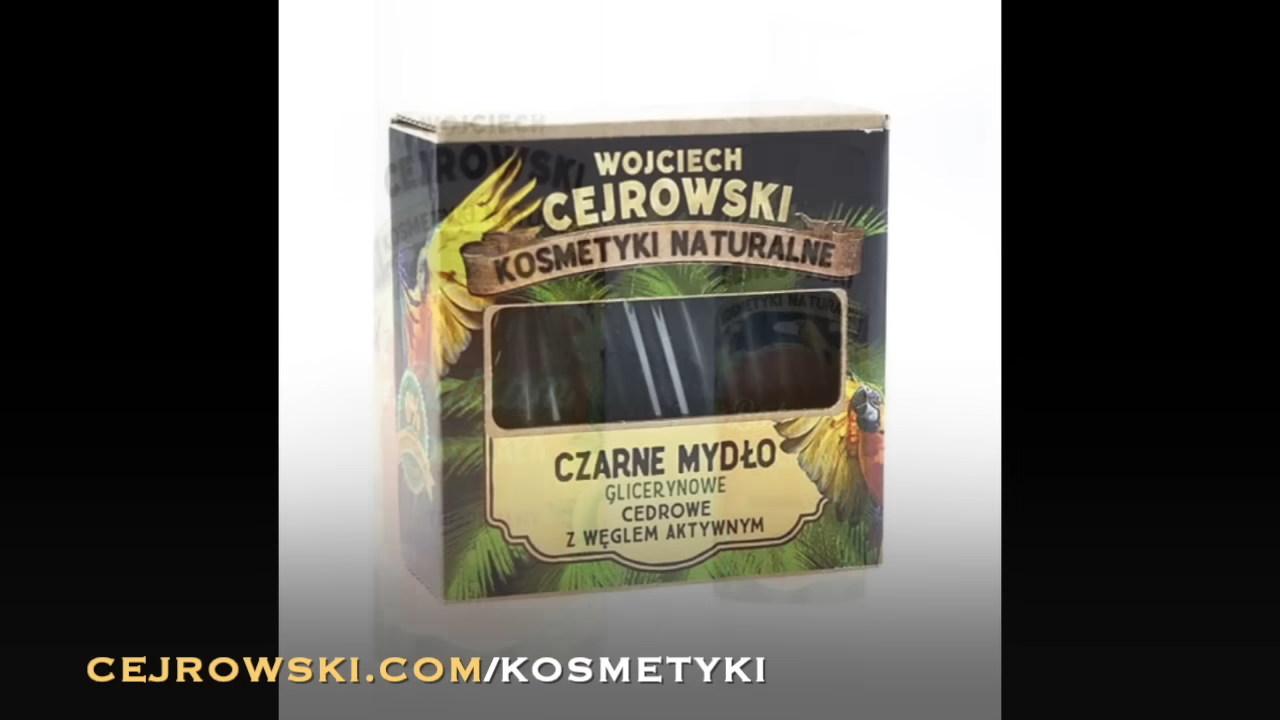 WOJCIECH
CEJROWSKI
KOSMETYKI NATURALNE
CZARNE MYDŁO
GLICERYNOWE
CEDROWE
Z WĘGLEM AKTYWNYM
CEJROWSKI.COM/KOSMETYKI